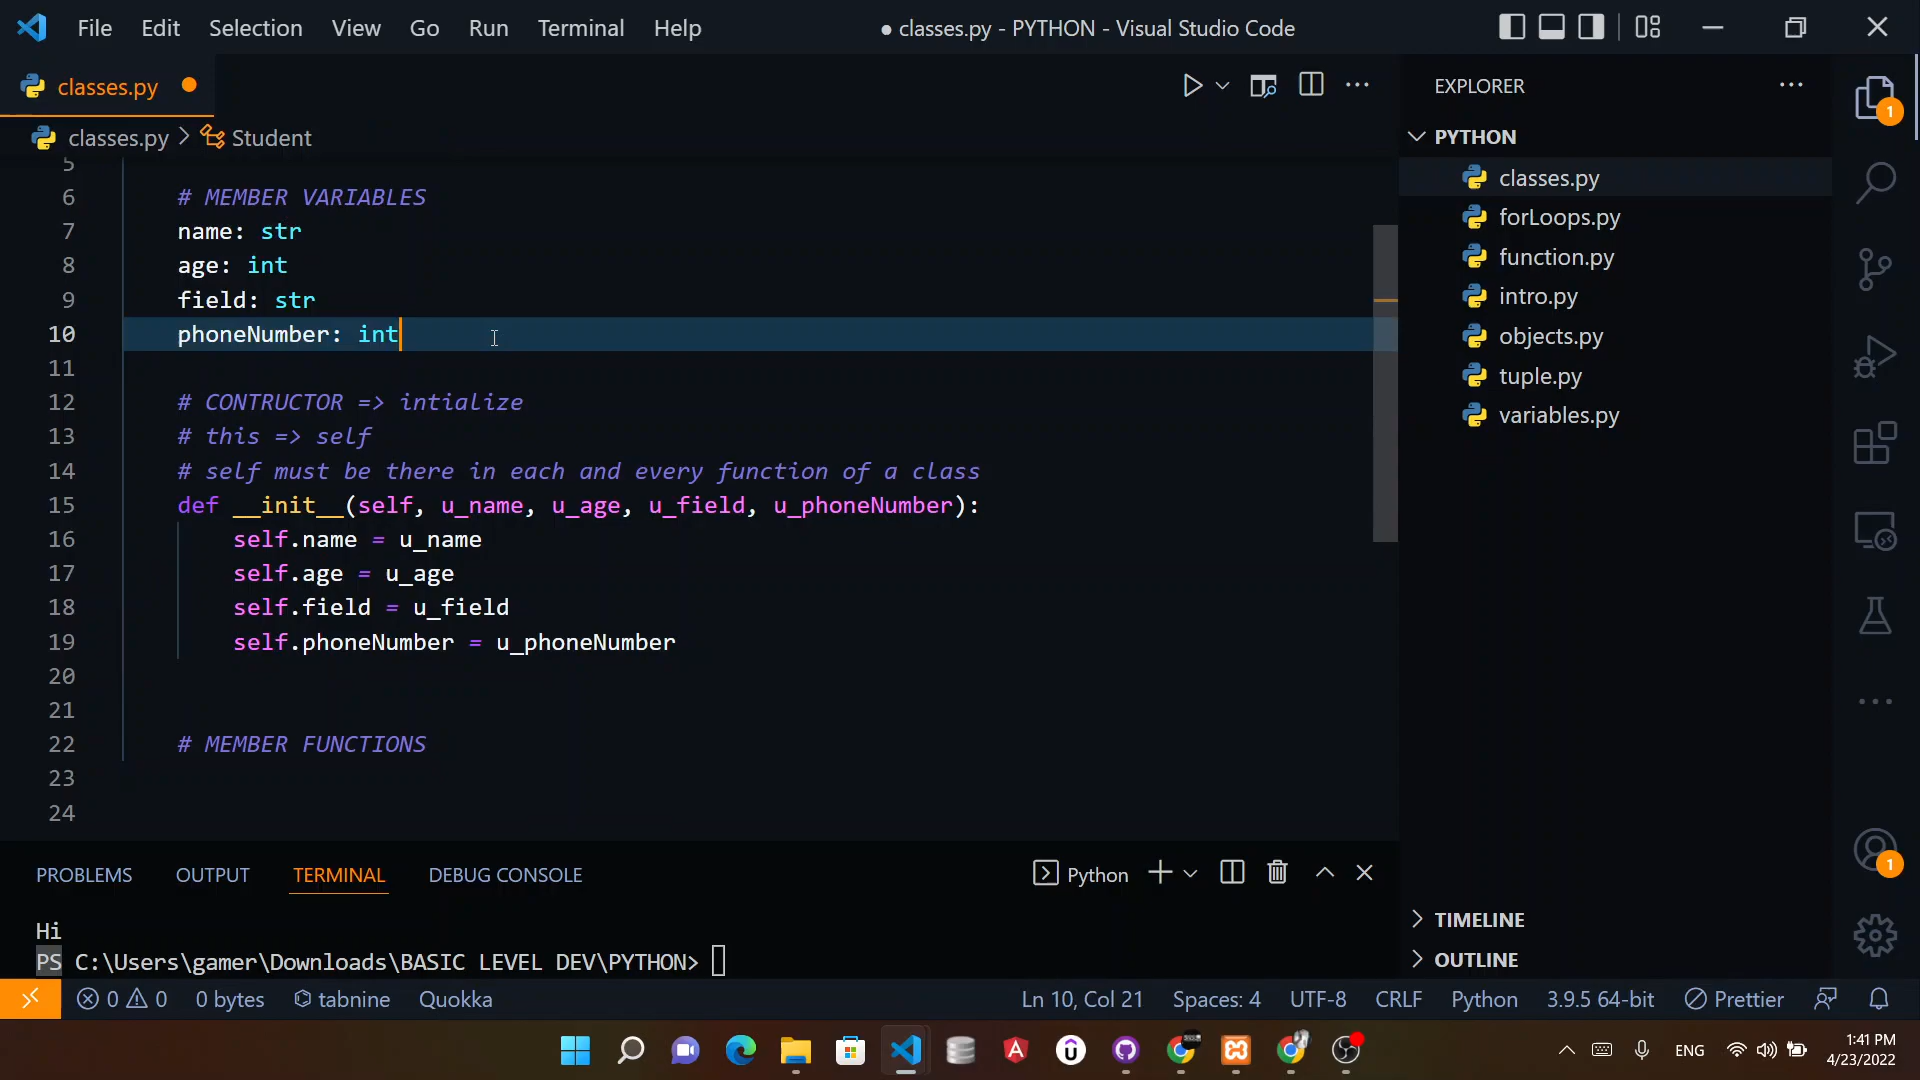 File Edit Selection View Go Run Terminal Help ● classes.py - PYTHON - Visual Studio Code
classes.py
classes.py > Student
5
6 # MEMBER VARIABLES
7 name: str
8 age: int
9 field: str
10 phoneNumber: int
11
12 # CONTRUCTOR => intialize
13 # this => self
14 # self must be there in each and every function of a class
15 def __init__(self, u_name, u_age, u_field, u_phoneNumber):
16 self.name = u_name
17 self.age = u_age
18 self.field = u_field
19 self.phoneNumber = u_phoneNumber
20
21
22 # MEMBER FUNCTIONS
23
24
EXPLORER
PYTHON
classes.py
forLoops.py
function.py
intro.py
objects.py
tuple.py
variables.py
TIMELINE
OUTLINE
1
1
PROBLEMS OUTPUT TERMINAL DEBUG CONSOLE Python
Hi
PS C:\Users\gamer\Downloads\BASIC LEVEL DEV\PYTHON>
0 0 0 bytes tabnine Quokka Ln 10, Col 21 Spaces: 4 UTF-8 CRLF Python 3.9.5 64-bit Prettier
ENG 1:41 PM
4/23/2022